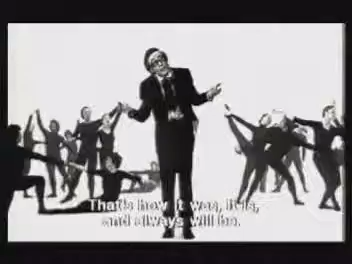 That's how it was, it is,
and always will be.